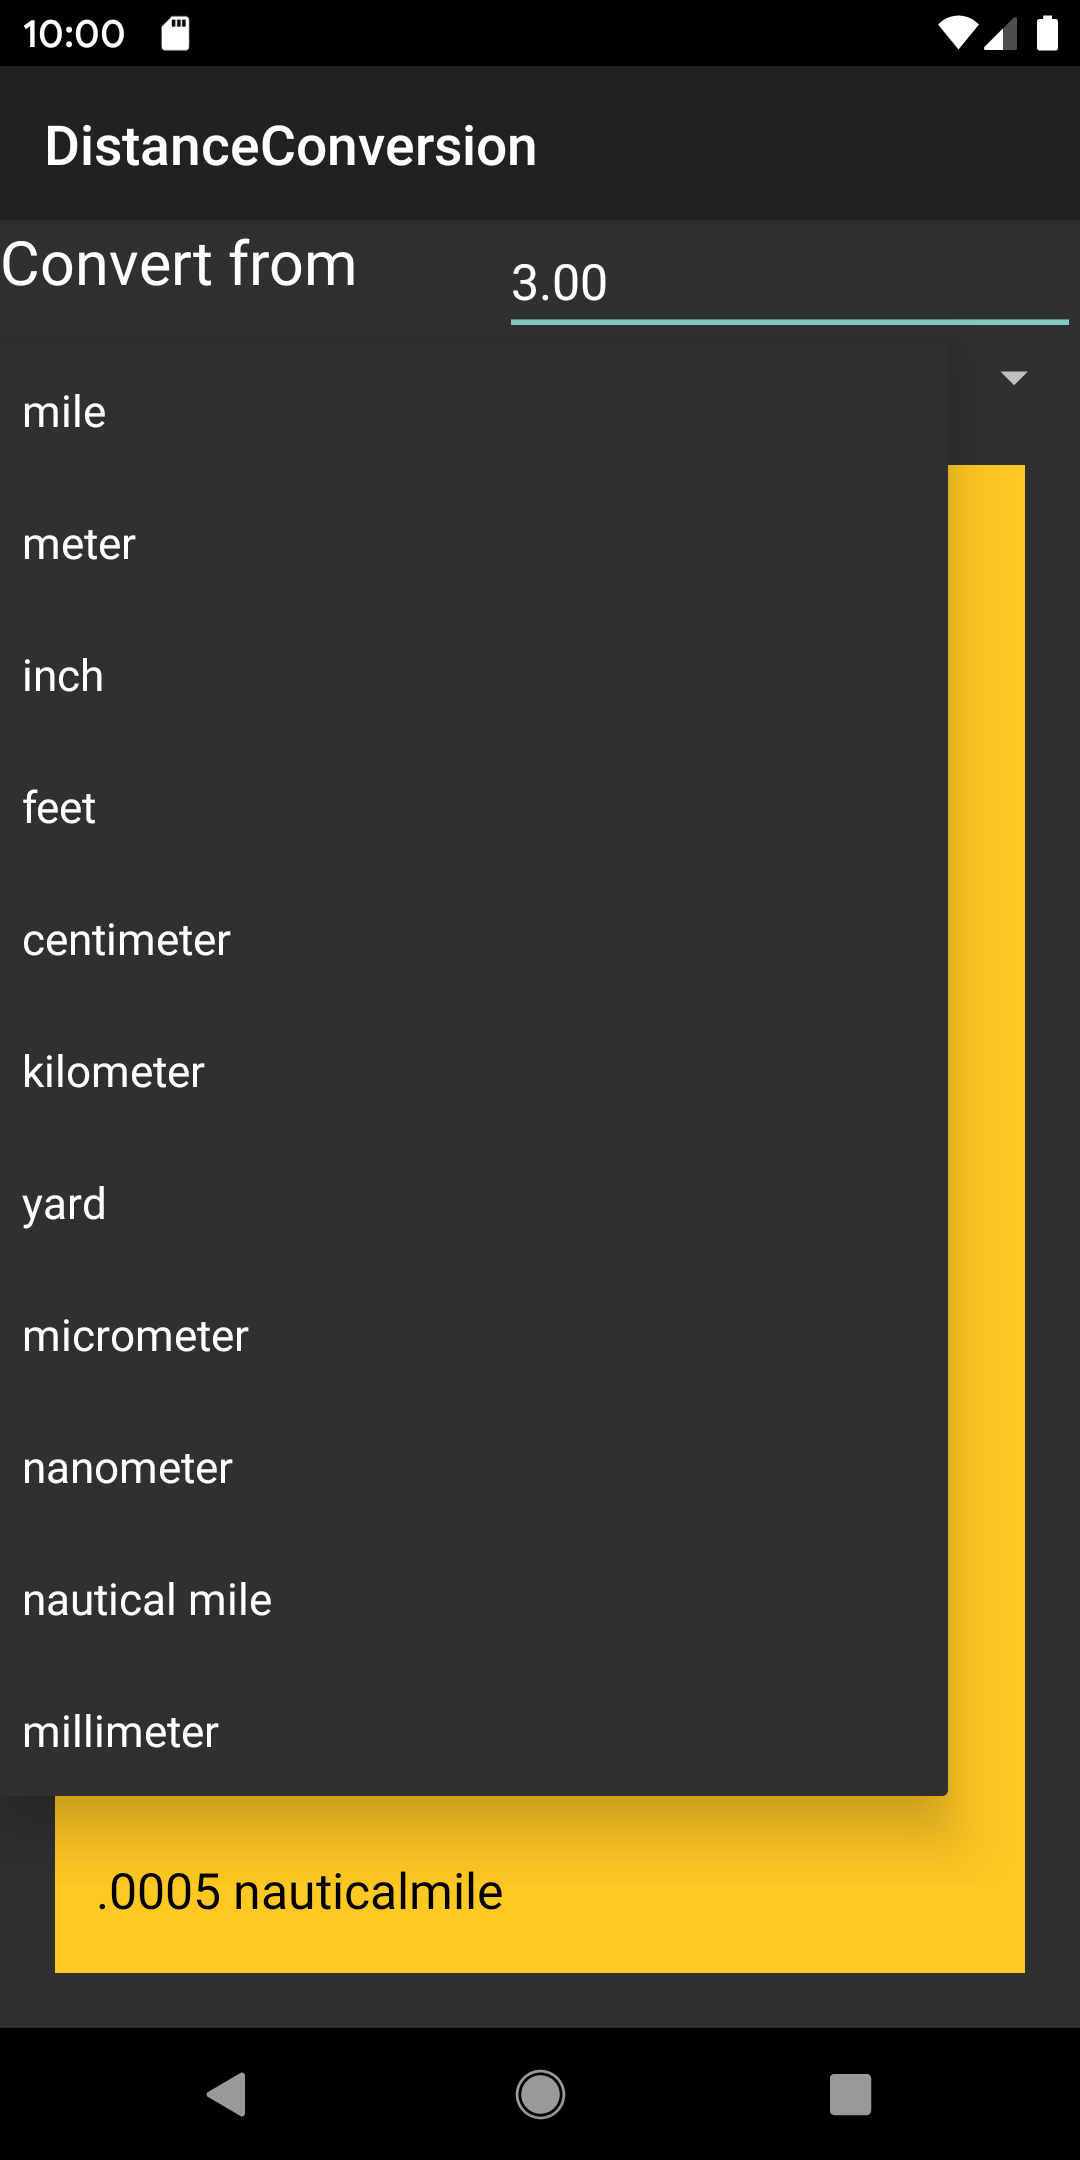 10:00
DistanceConversion
Convert from
3.00
mile
meter
inch
feet
centimeter
kilometer
yard
micrometer
nanometer
nautical mile
millimeter
.0005 nauticalmile